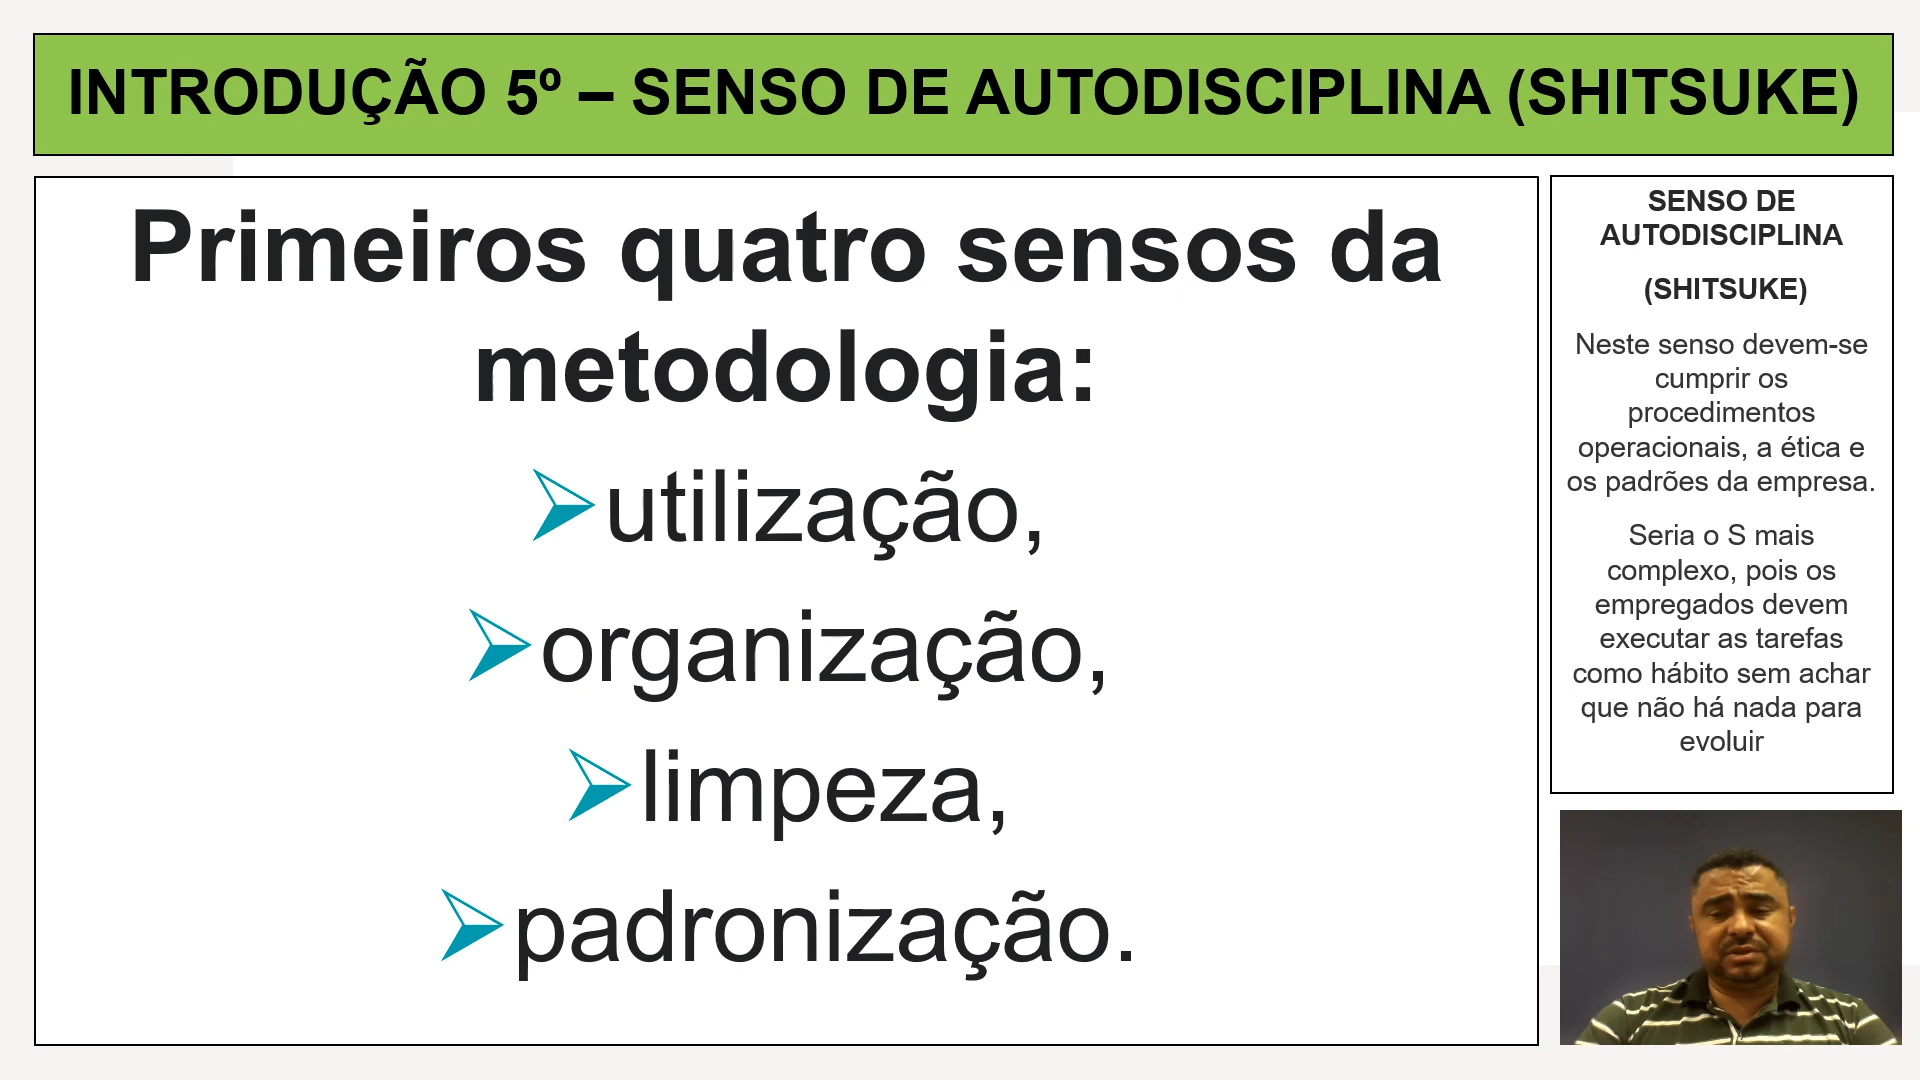 INTRODUÇÃO 5º – SENSO DE AUTODISCIPLINA (SHITSUKE)
Primeiros quatro sensos da
metodologia:
utilização,
organização,
limpeza,
padronização.
SENSO DE
AUTODISCIPLINA
(SHITSUKE)
Neste senso devem-se
cumprir os
procedimentos
operacionais, a ética e
os padrões da empresa.
Seria o S mais
complexo, pois os
empregados devem
executar as tarefas
como hábito sem achar
que não há nada para
evoluir